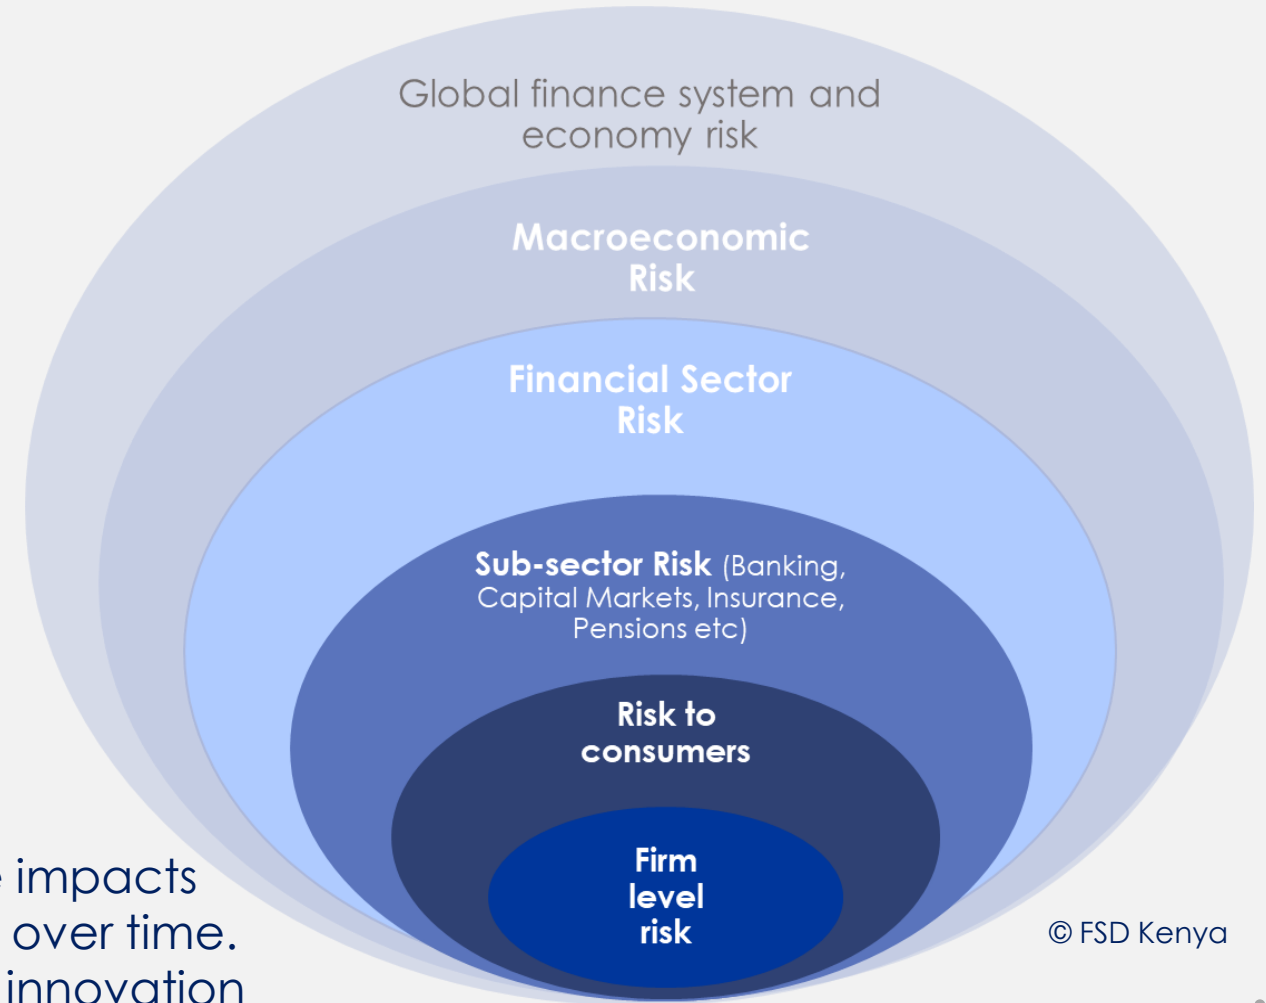 Global finance system and
economy risk
Macroeconomic
Risk
Financial Sector
Risk
Sub-sector Risk (Banking,
Capital Markets, Insurance,
Pensions etc)
Risk to
consumers
Firm
level
risk
impacts
over time.
innovation
© FSD Kenya